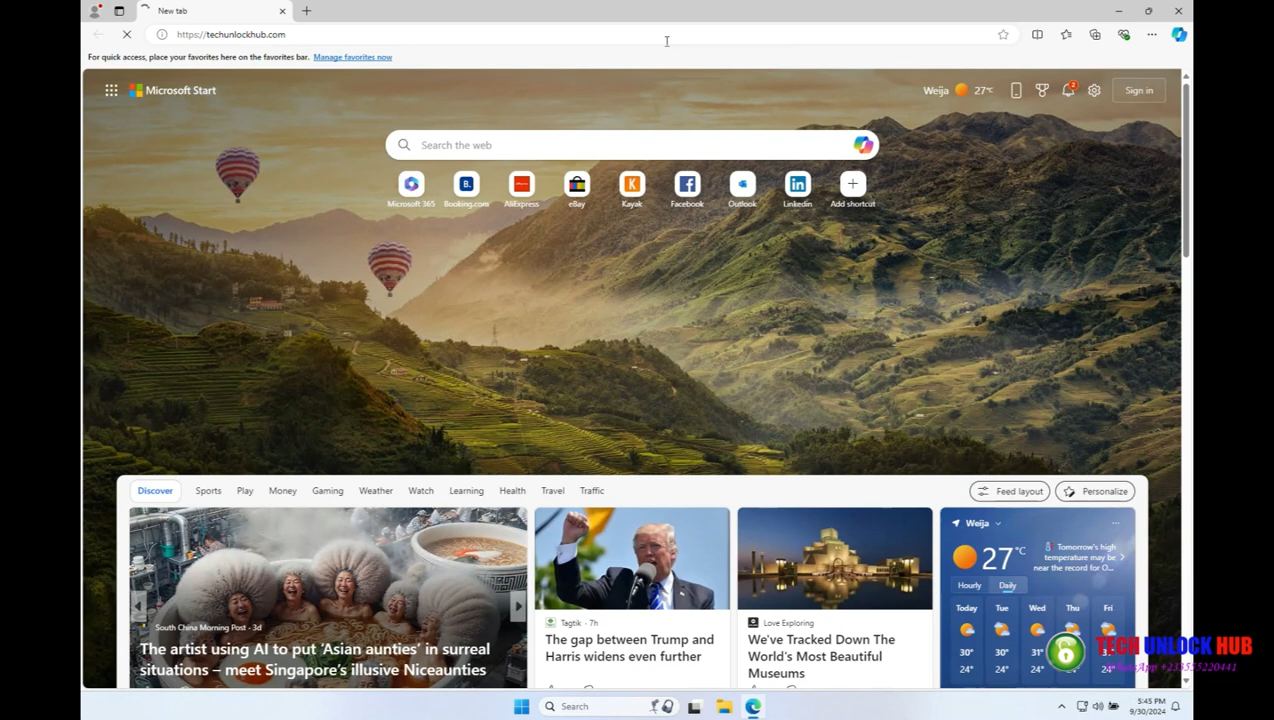 New tab
https://techunlockhub.com
For quick access, place your favorites here on the favorites bar. Manage favorites now
Microsoft Start
Weija 27°C
2
Sign in
Search the web
Microsoft 365 Booking.com AliExpress eBay Kayak Facebook Outlook LinkedIn Add shortcut
Discover Sports Play Money Gaming Weather Watch Learning Health Travel Traffic
Feed layout Personalize
South China Morning Post · 3d
The artist using AI to put 'Asian aunties' in surreal
situations – meet Singapore's illusive Niceaunties
Tagtik · 7h
The gap between Trump and
Harris widens even further
Love Exploring
We've Tracked Down The
World's Most Beautiful
Museums
Weija
27°C
Tomorrow's high
temperature may be
near the record for O...
Hourly Daily
Today Tue Wed Thu Fri
30° 30° 31°
24° 24° 24°
TECH UNLOCK HUB
WhatsApp +233555220441
Search
5:45 PM
9/30/2024